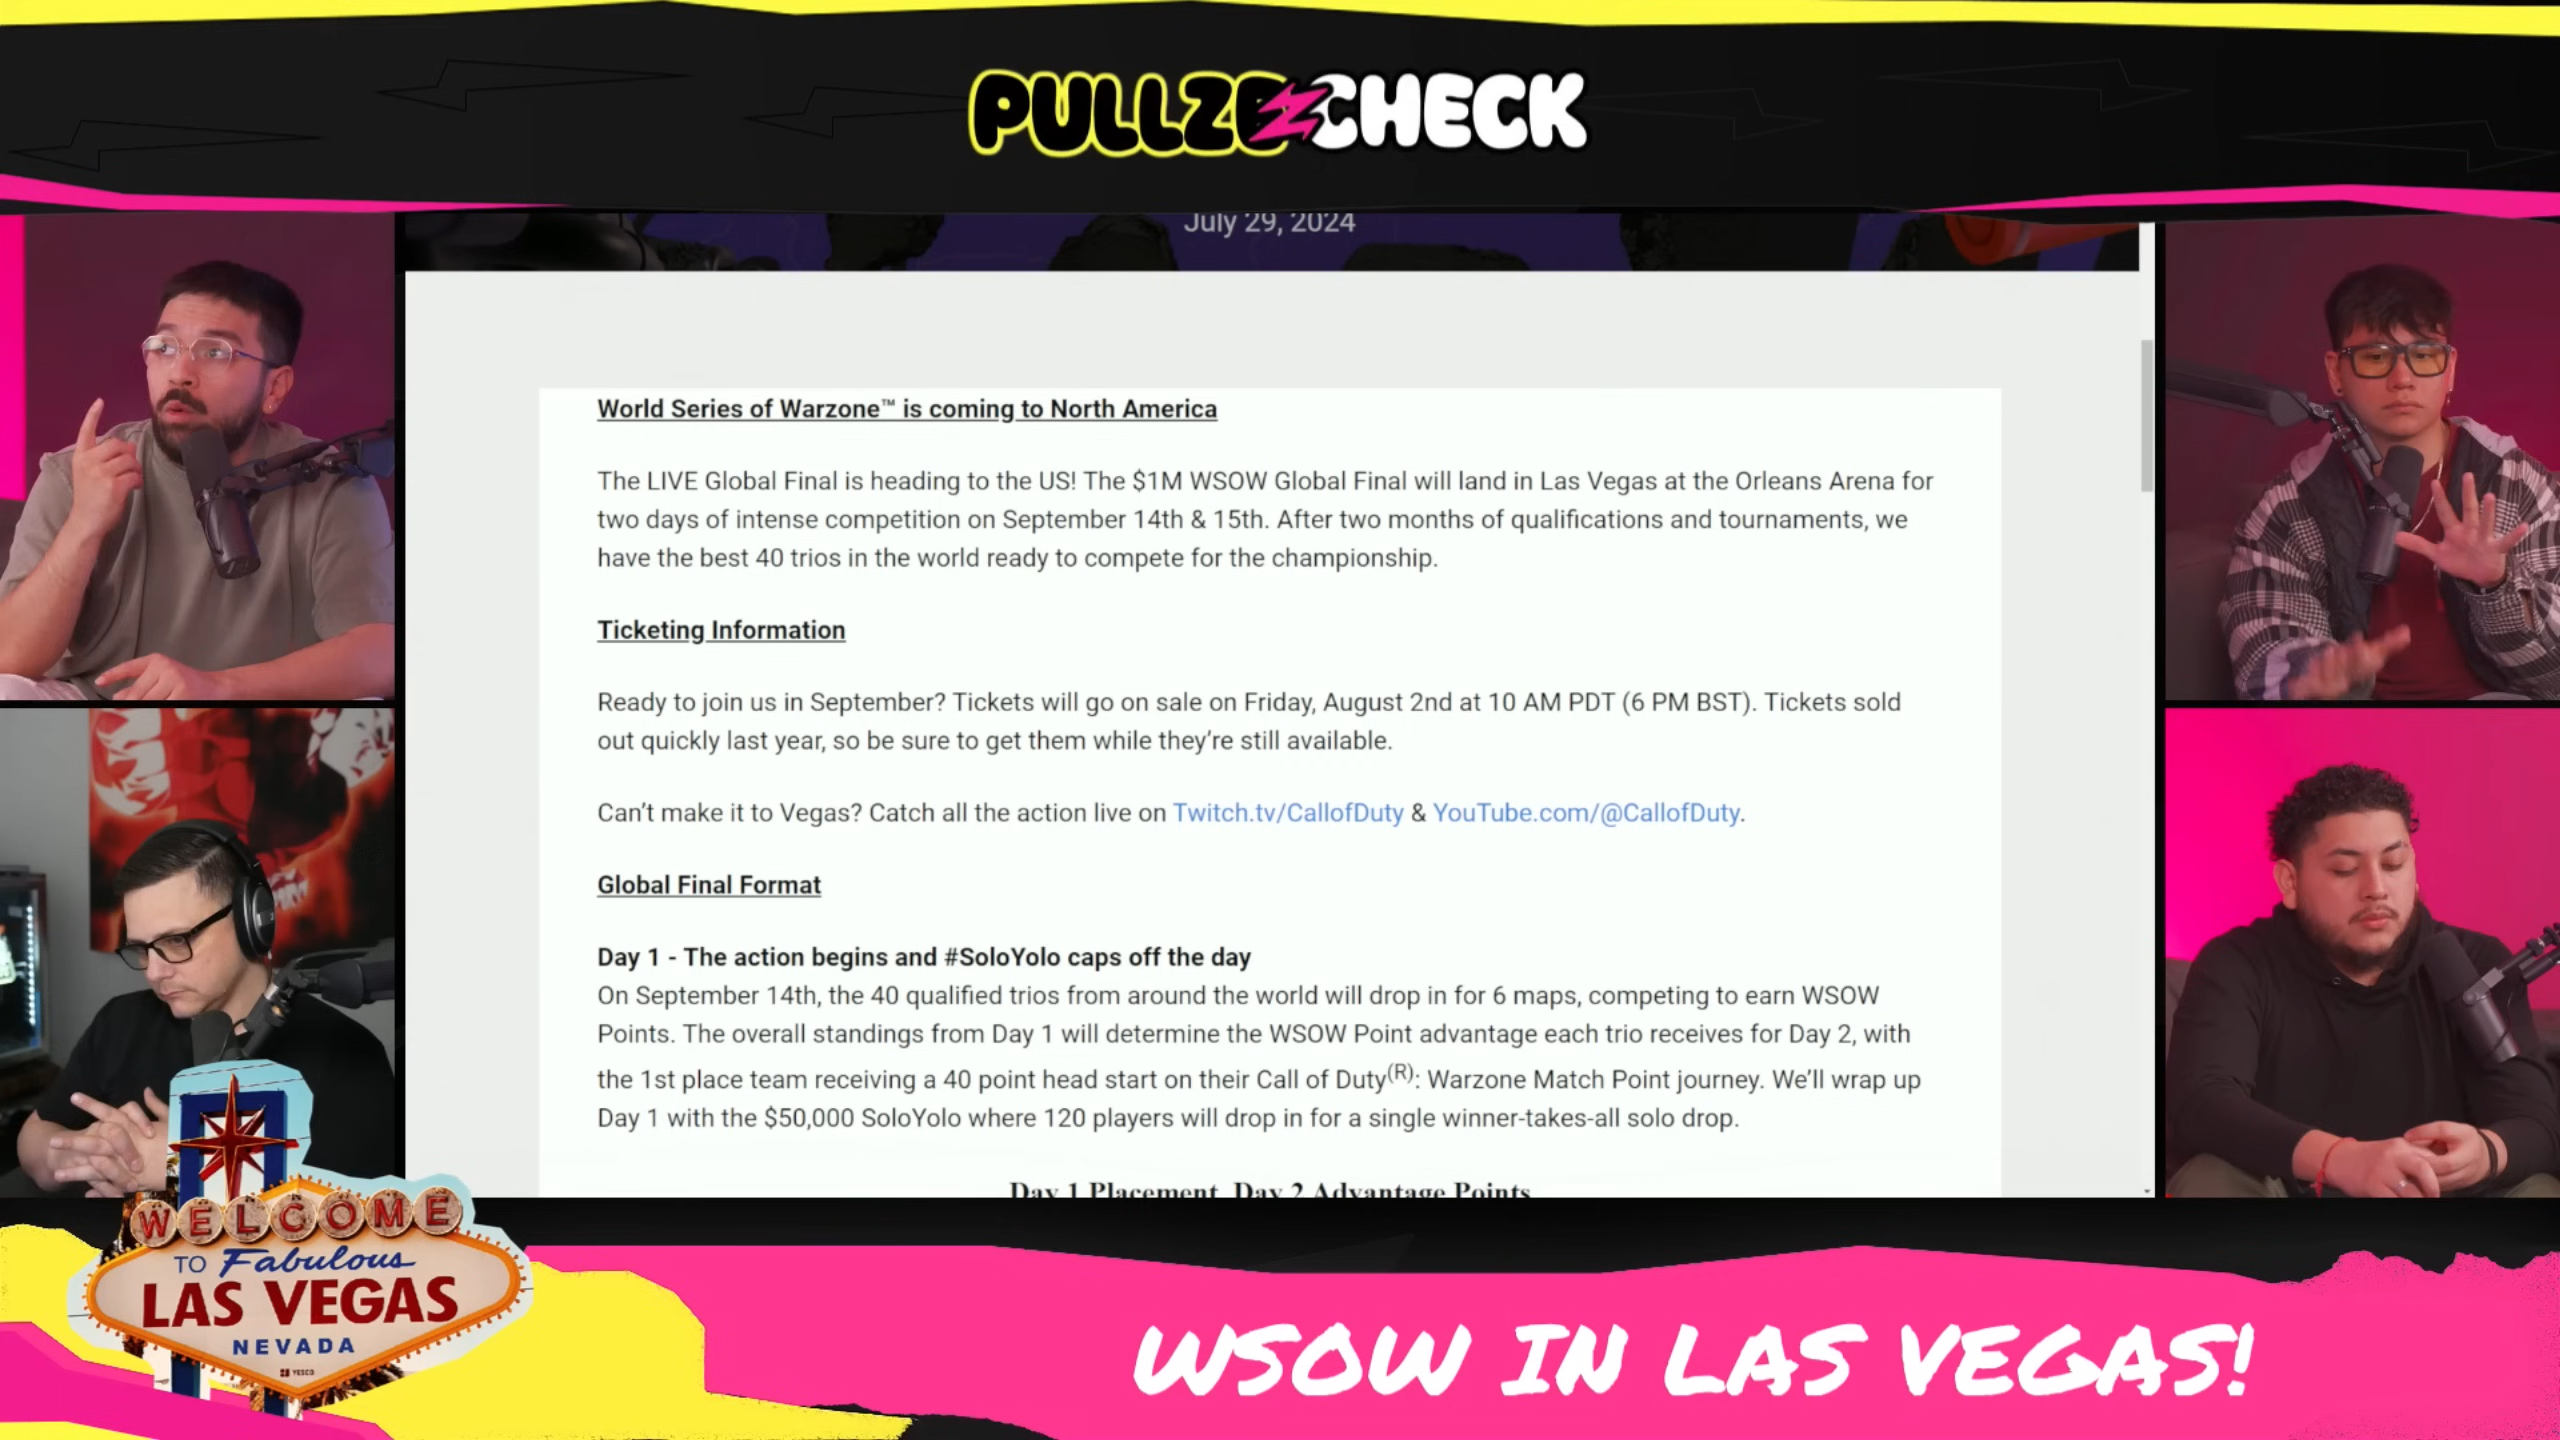 PULLZE CHECK
July 29, 2024
World Series of Warzone™ is coming to North America
The LIVE Global Final is heading to the US! The $1M WSOW Global Final will land in Las Vegas at the Orleans Arena for
two days of intense competition on September 14th & 15th. After two months of qualifications and tournaments, we
have the best 40 trios in the world ready to compete for the championship.
Ticketing Information
Ready to join us in September? Tickets will go on sale on Friday, August 2nd at 10 AM PDT (6 PM BST). Tickets sold
out quickly last year, so be sure to get them while they’re still available.
Can’t make it to Vegas? Catch all the action live on Twitch.tv/CallofDuty & YouTube.com/@CallofDuty.
Global Final Format
Day 1 - The action begins and #SoloYolo caps off the day
On September 14th, the 40 qualified trios from around the world will drop in for 6 maps, competing to earn WSOW
Points. The overall standings from Day 1 will determine the WSOW Point advantage each trio receives for Day 2, with
the 1st place team receiving a 40 point head start on their Call of Duty(R): Warzone Match Point journey. We’ll wrap up
Day 1 with the $50,000 SoloYolo where 120 players will drop in for a single winner-takes-all solo drop.
Day 1 Placement, Day 2 Advantage Points
WELCOME
TO Fabulous
LAS VEGAS
NEVADA
YESCO
WSOW IN LAS VEGAS!